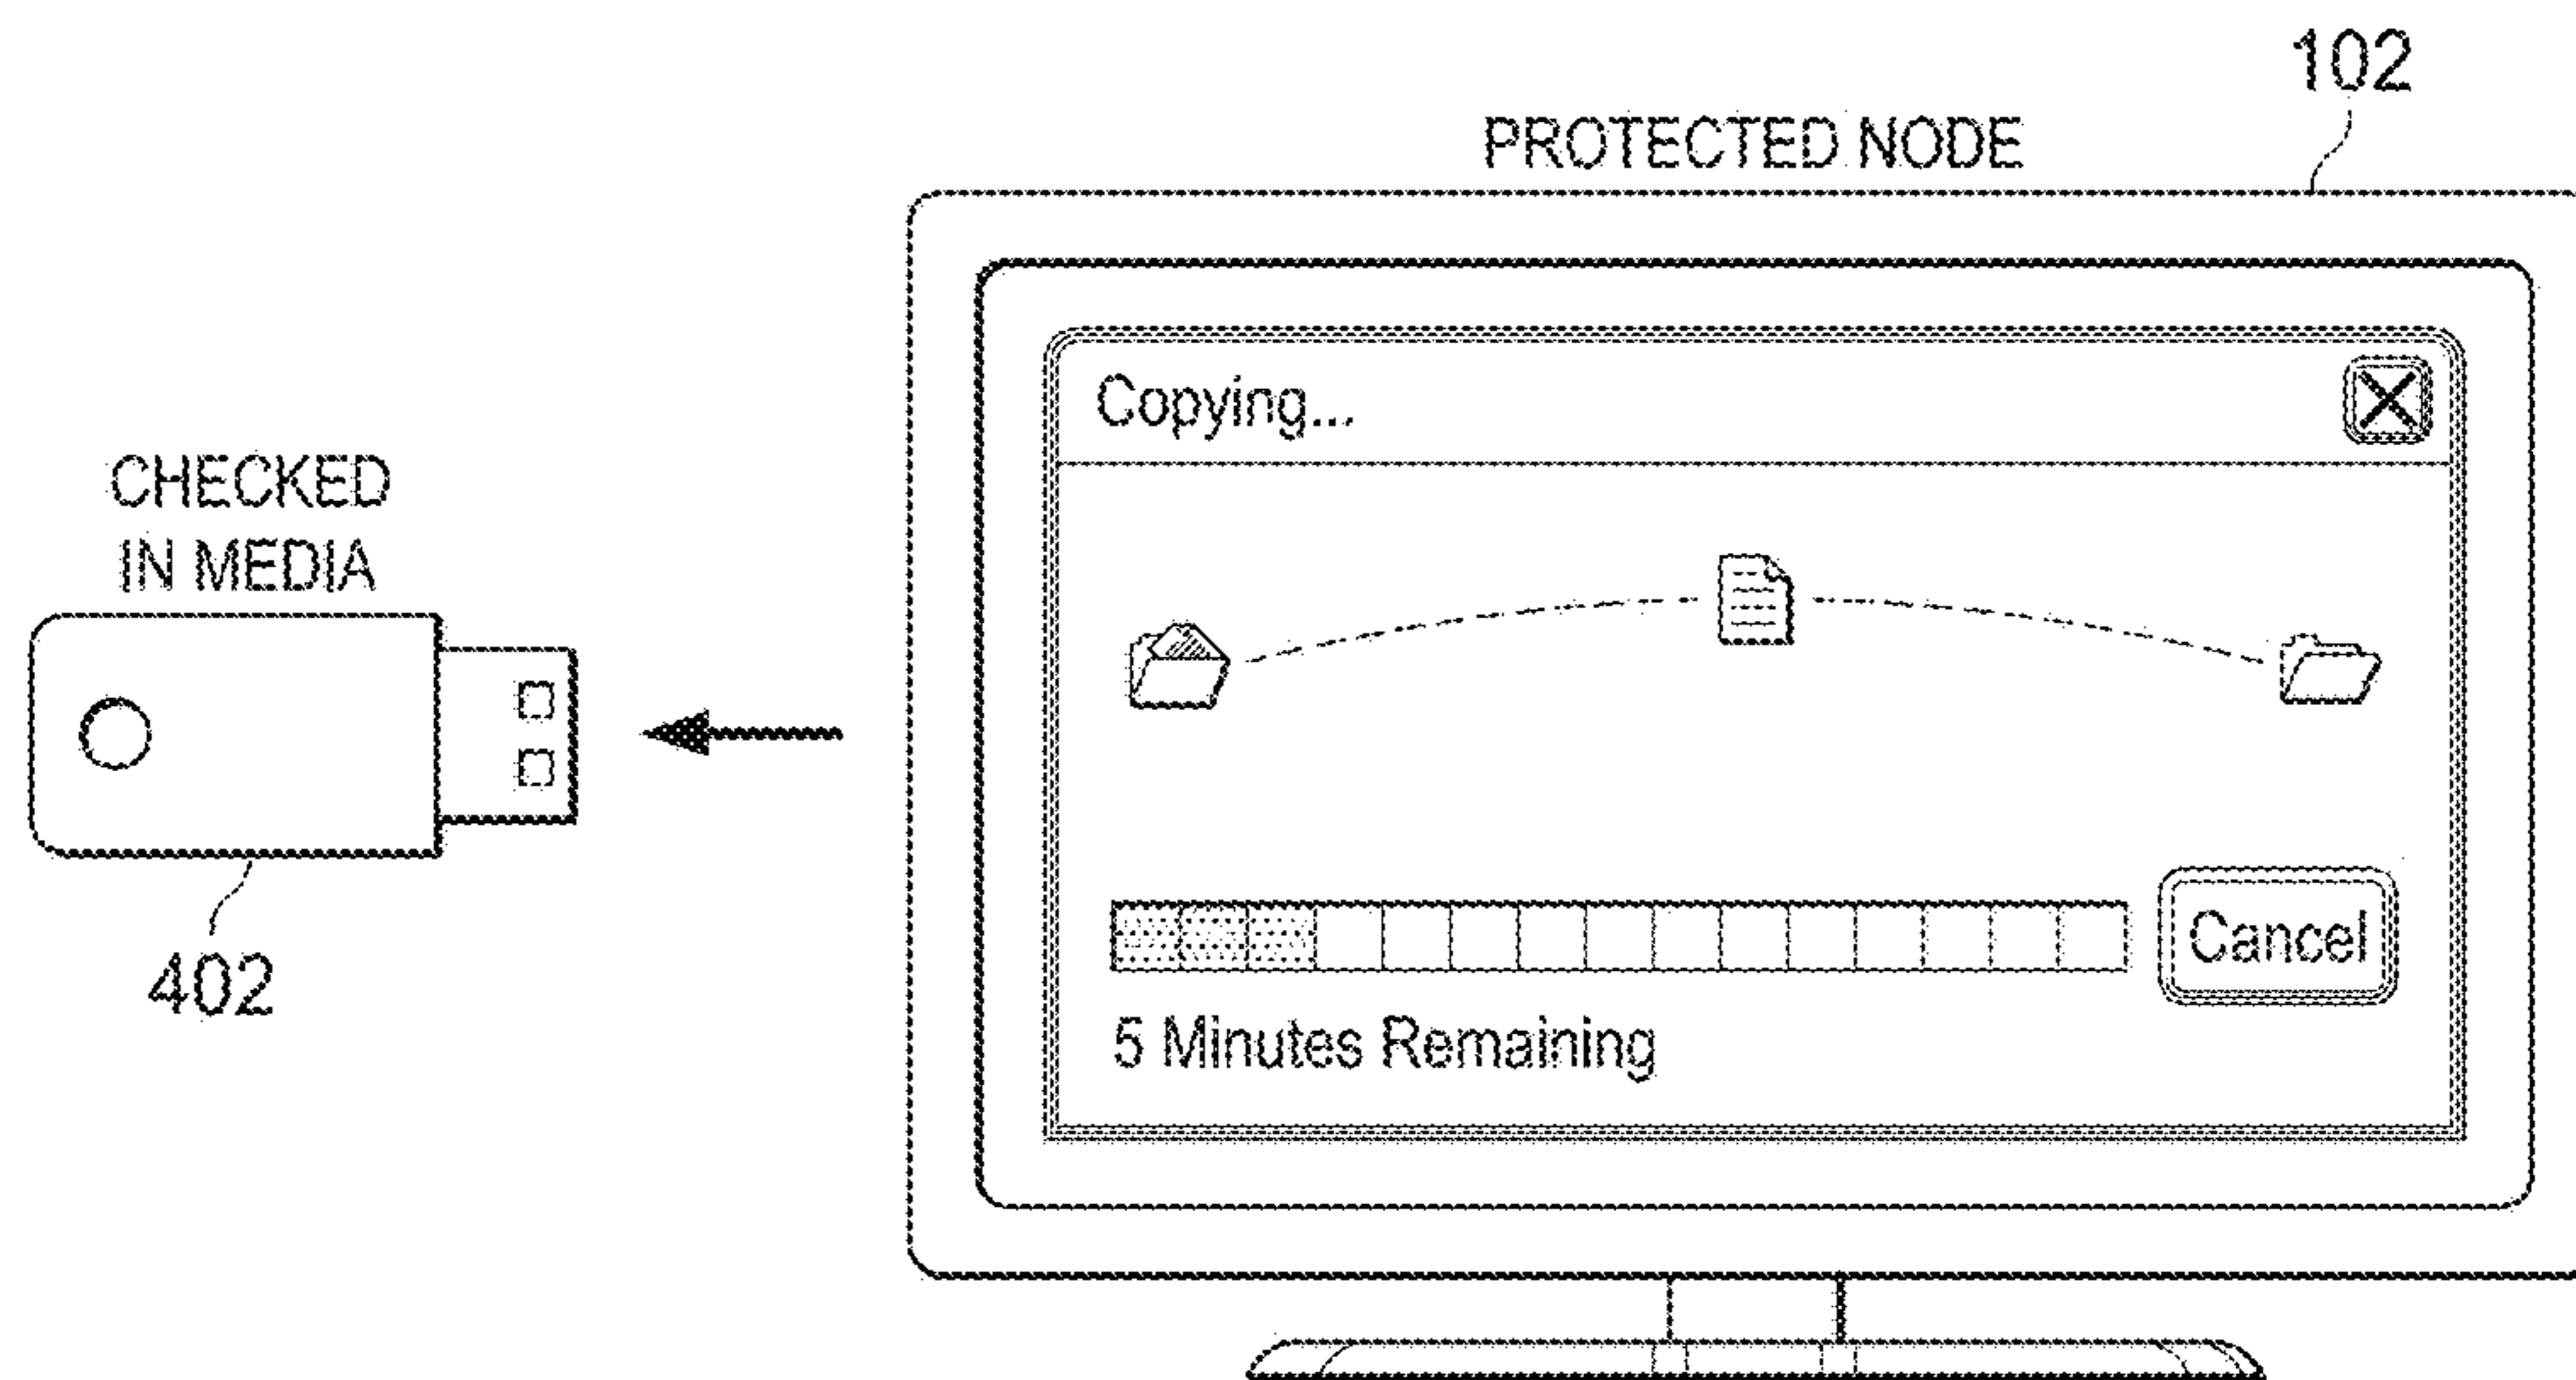 102
PROTECTED NODE
Copying...
CHECKED
IN MEDIA
402
Cancel
5 Minutes Remaining